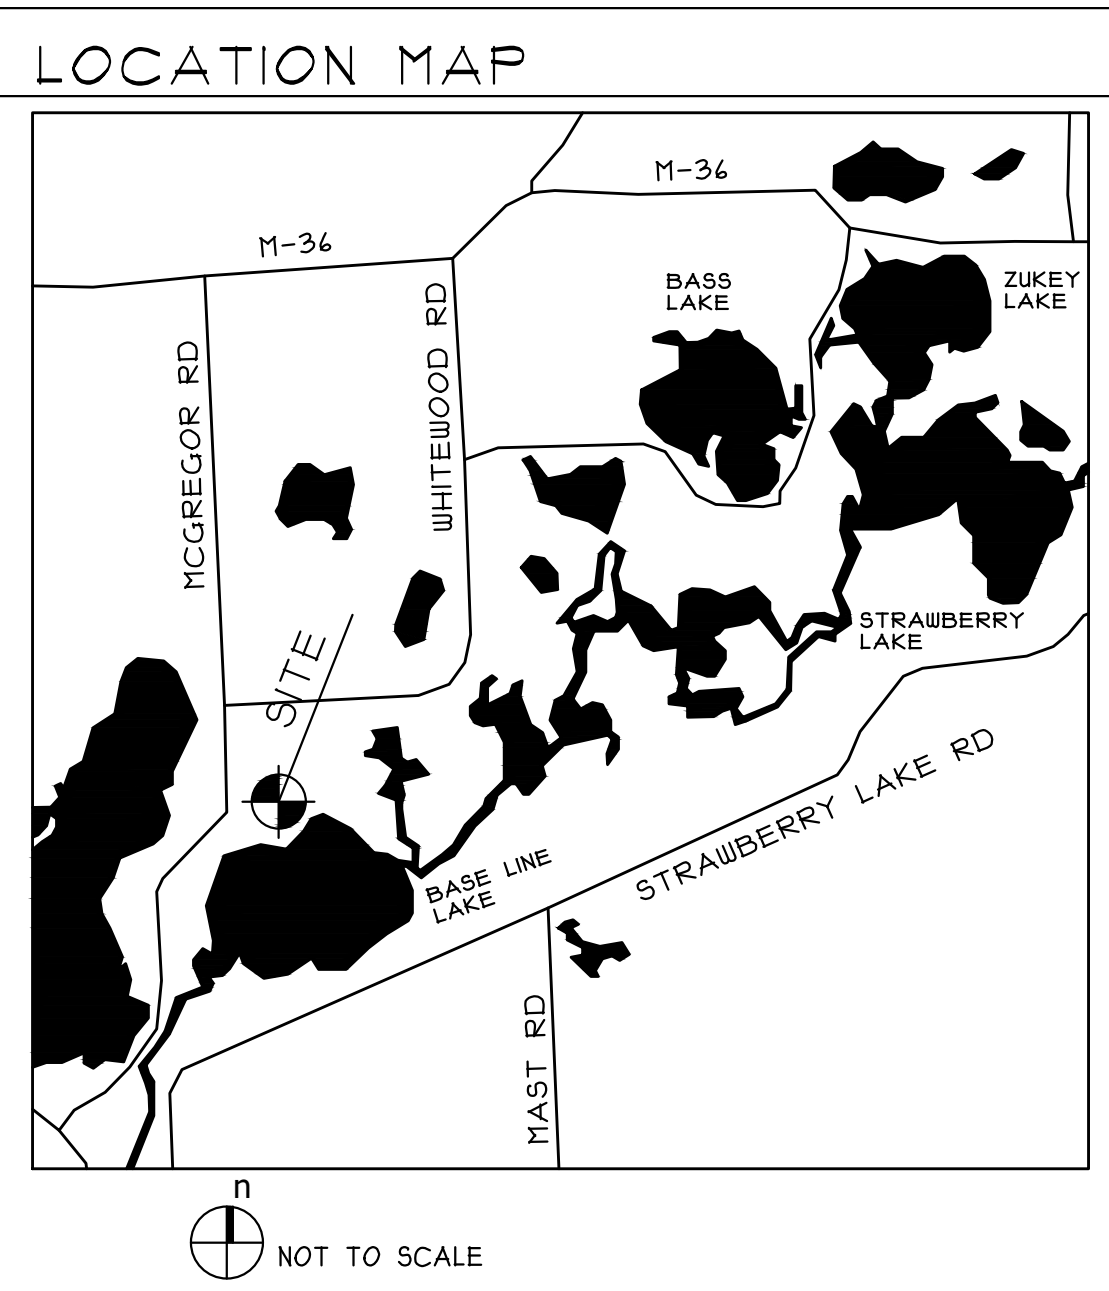 LOCATION MAP
M-36
M-36
BASS
LAKE
ZUKEY
LAKE
MCGREGOR RD
WHITEWOOD RD
STRAWBERRY
LAKE
SITE
STRAWBERRY LAKE RD
BASE LINE
LAKE
MAST RD
n
NOT TO SCALE